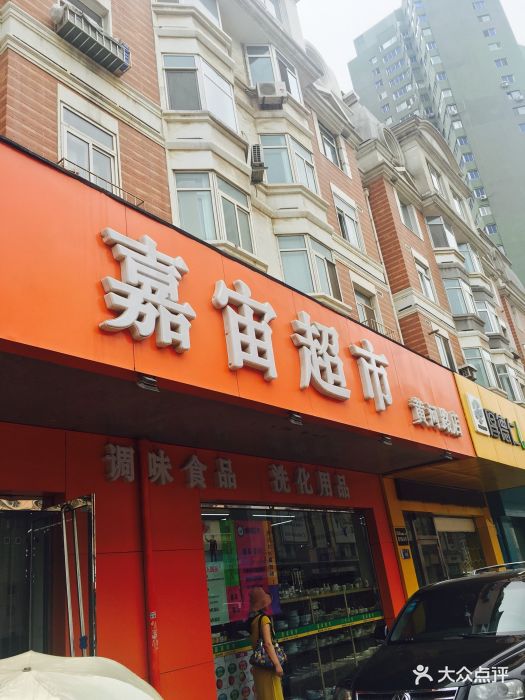 嘉宙超市
黄河路店
调味食品 洗化用品
大众点评